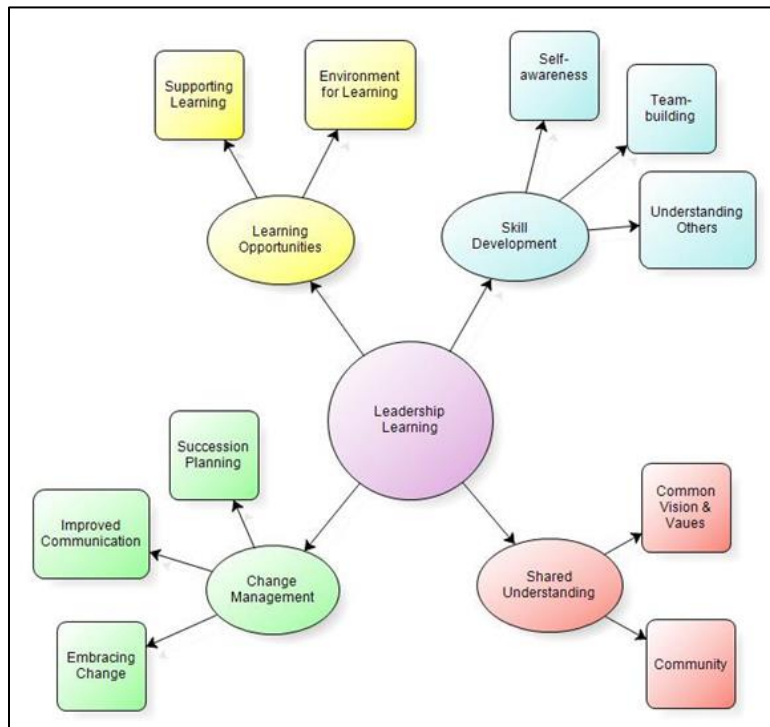 Supporting
Learning
Environment
for Learning
Self-
awareness
Team-
building
Understanding
Others
Learning
Opportunities
Skill
Development
Leadership
Learning
Succession
Planning
Improved
Communication
Embracing
Change
Change
Management
Shared
Understanding
Common
Vision &
Vaues
Community